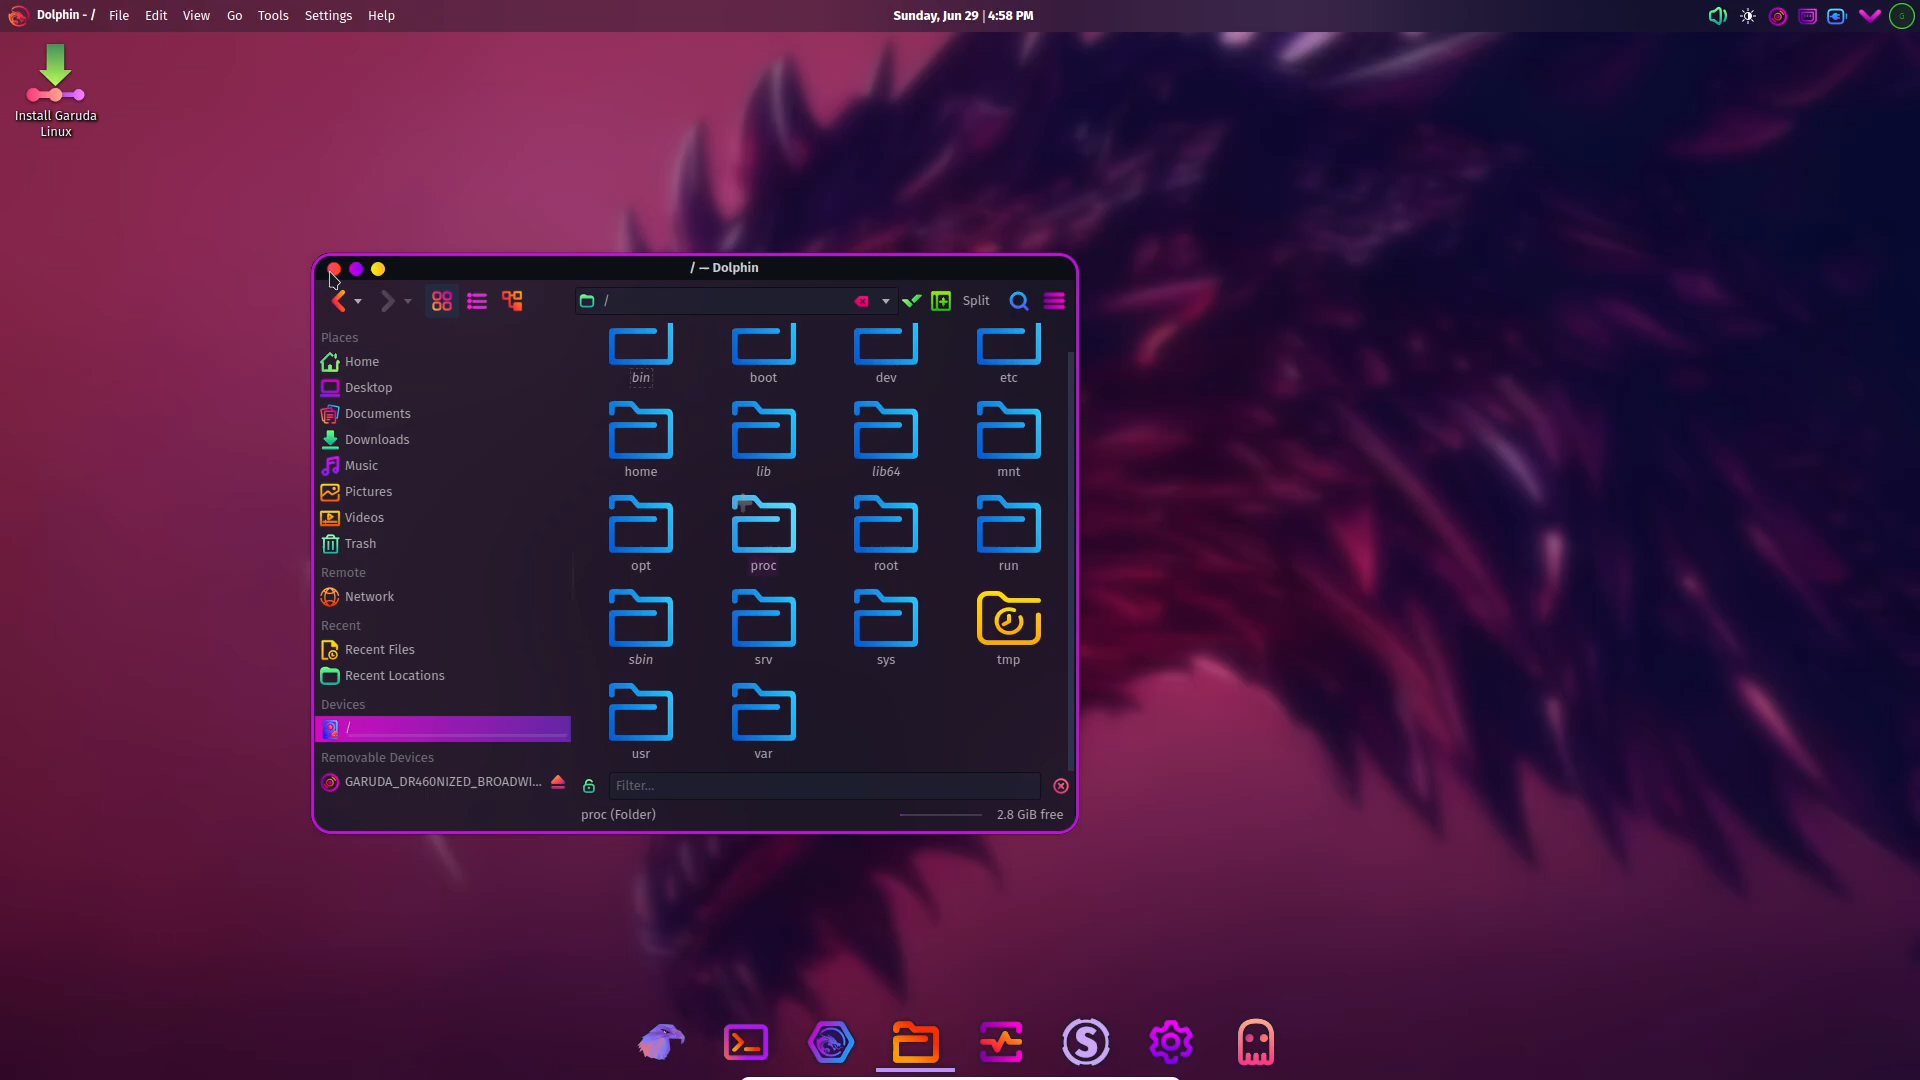 Dolphin - / File Edit View Go Tools Settings Help
Sunday, Jun 29 | 4:58 PM
G
Install Garuda
Linux
/ — Dolphin
/
Split
Places
Home
Desktop
Documents
Downloads
Music
Pictures
Videos
Trash
Remote
Network
Recent
Recent Files
Recent Locations
Devices
/
Removable Devices
GARUDA_DR460NIZED_BROADWI...
bin boot dev etc
home lib lib64 mnt
opt proc root run
sbin srv sys tmp
usr var
Filter...
proc (Folder)
2.8 GiB free